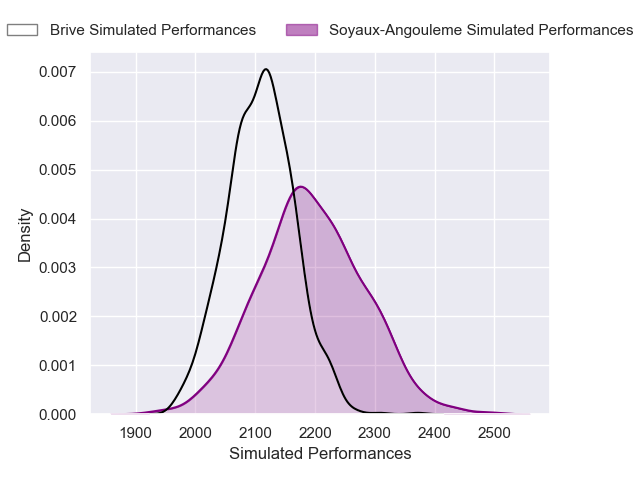 Brive Simulated Performances Soyaux-Angouleme Simulated Performances
0.007
0.006
0.005
0.004
0.003
0.002
0.001
0.000
Density
1900 2000 2100 2200 2300 2400 2500
Simulated Performances